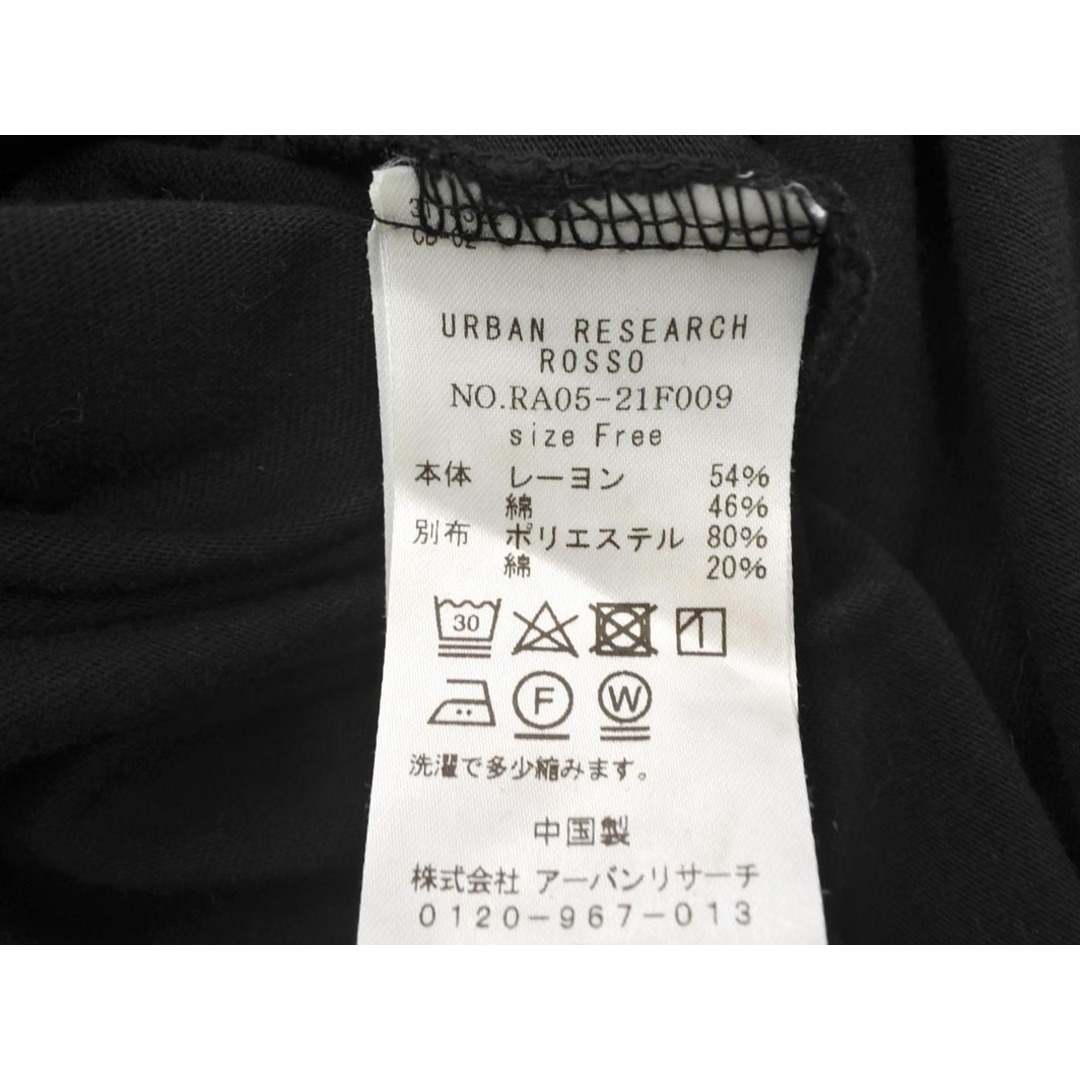 URBAN RESEARCH
ROSSO
NO.RA05-21F009
size Free
本体 レーヨン 54%
綿 46%
別布 ポリエステル 80%
綿 20%
30
F W
洗濯で多少縮みます。
中国製
株式会社 アーバンリサーチ
0120-967-013